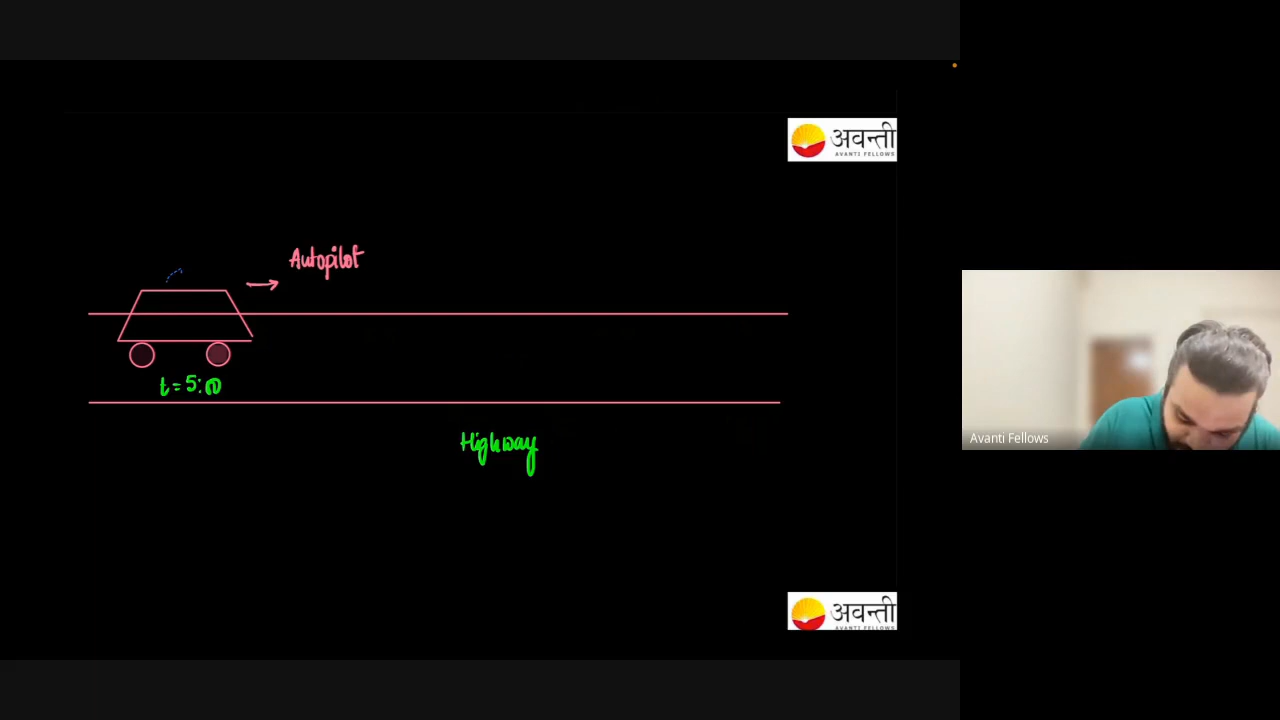 अवन्ती
AVANTI FELLOWS
Autopilot
t = 5:00
Highway
Avanti Fellows
अवन्ती
AVANTI FELLOWS